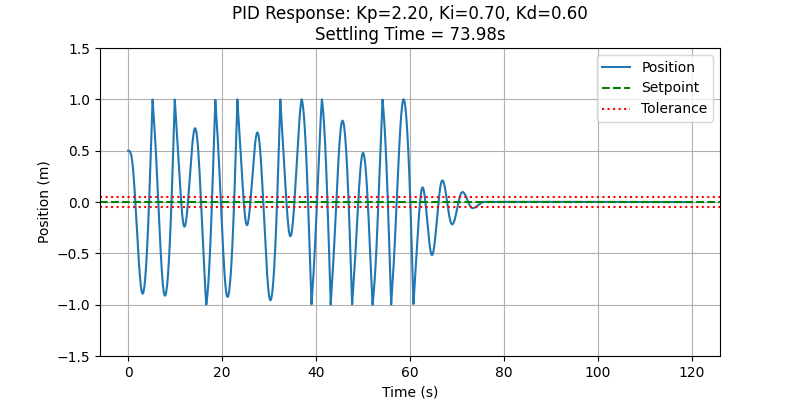 PID Response: Kp=2.20, Ki=0.70, Kd=0.60
Settling Time = 73.98s
1.5
1.0
0.5
0.0
−0.5
−1.0
−1.5
Position (m)
Position
Setpoint
Tolerance
0 20 40 60 80 100 120
Time (s)